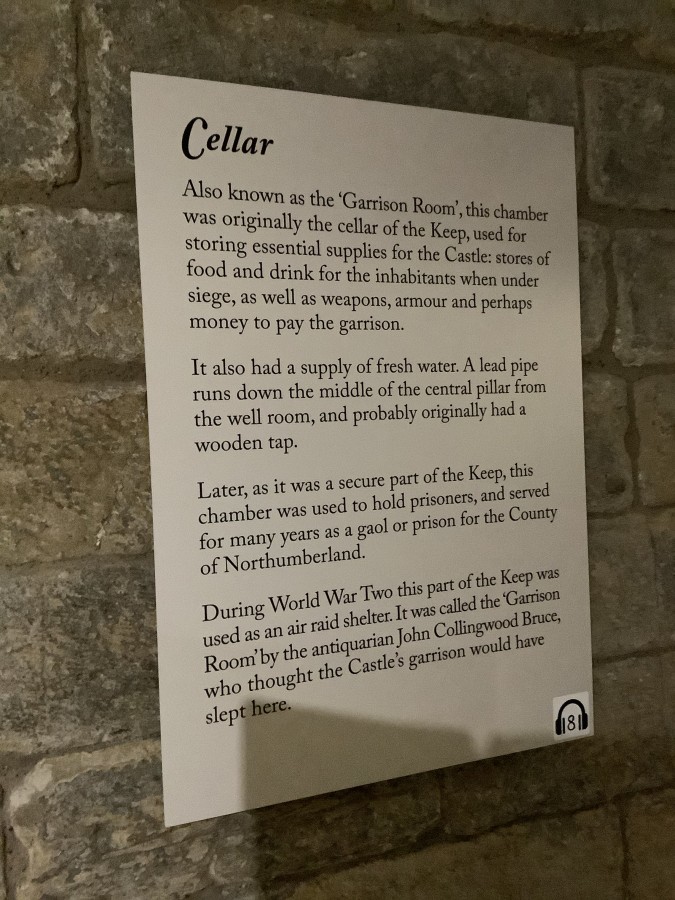 Cellar
Also known as the ‘Garrison Room’, this chamber
was originally the cellar of the Keep, used for
storing essential supplies for the Castle: stores of
food and drink for the inhabitants when under
siege, as well as weapons, armour and perhaps
money to pay the garrison.
It also had a supply of fresh water. A lead pipe
runs down the middle of the central pillar from
the well room, and probably originally had a
wooden tap.
Later, as it was a secure part of the Keep, this
chamber was used to hold prisoners, and served
for many years as a gaol or prison for the County
of Northumberland.
During World War Two this part of the Keep was
used as an air raid shelter. It was called the ‘Garrison
Room’ by the antiquarian John Collingwood Bruce,
who thought the Castle’s garrison would have
slept here.
8